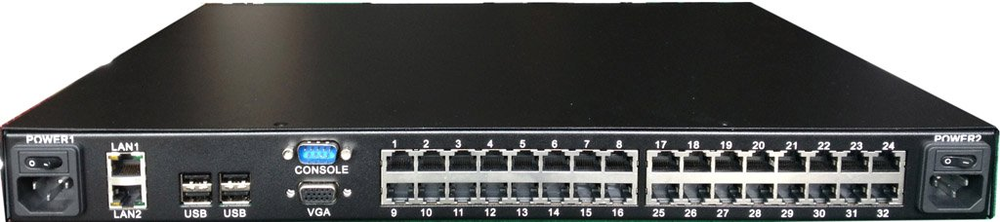 POWER1
LAN1
LAN2
USB USB
CONSOLE
VGA
1 2 3 4 5 6 7 8
9 10 11 12 13 14 15 16
17 18 19 20 21 22 23 24
25 26 27 28 29 30 31 32
POWER2